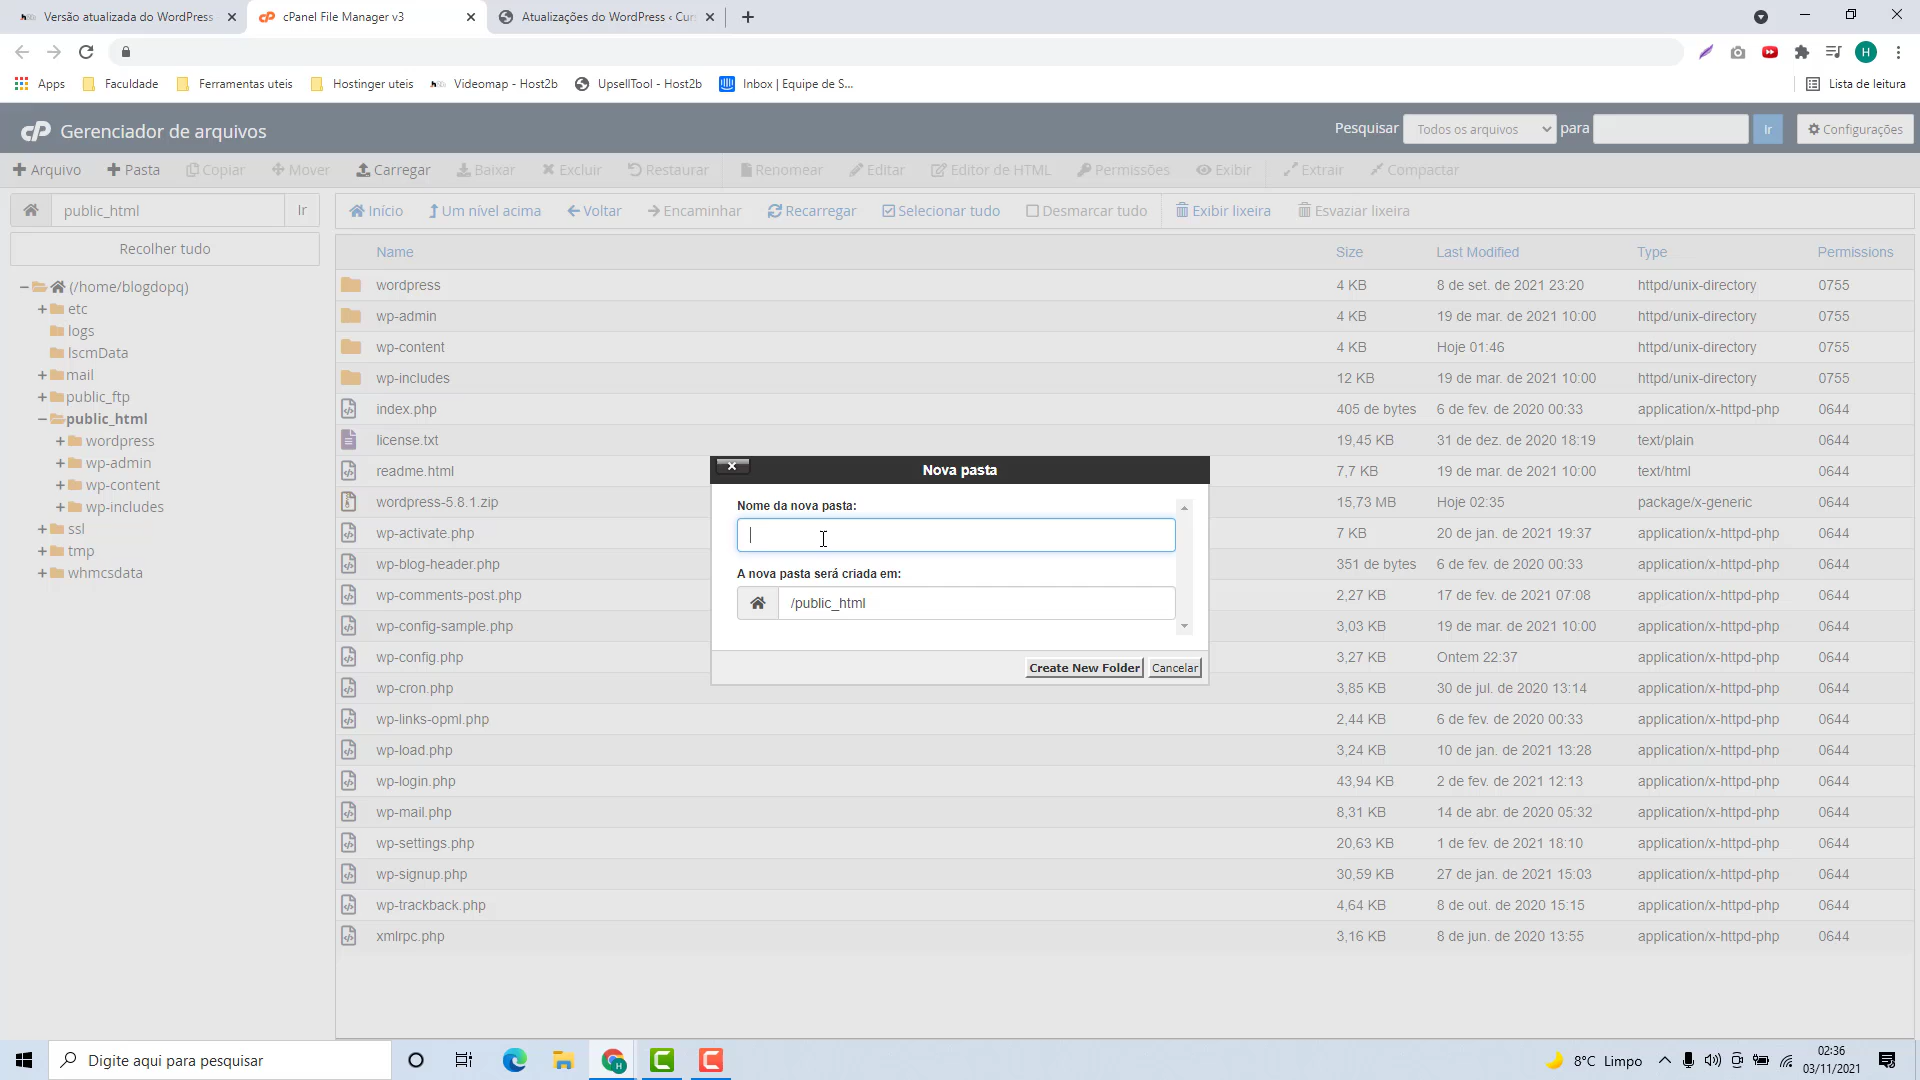 Versão atualizada do WordPress
cPanel File Manager v3
Atualizações do WordPress ‹ Cur
H
Apps
Faculdade
Ferramentas uteis
Hostinger uteis
Videomap - Host2b
UpsellTool - Host2b
Inbox | Equipe de S...
Lista de leitura
cP Gerenciador de arquivos
Pesquisar
Todos os arquivos
para
Ir
Configurações
Arquivo
Pasta
Copiar
Mover
Carregar
Baixar
Excluir
Restaurar
Renomear
Editar
Editor de HTML
Permissões
Exibir
Extrair
Compactar
public_html
Ir
Início
Um nível acima
Voltar
Encaminhar
Recarregar
Selecionar tudo
Desmarcar tudo
Exibir lixeira
Esvaziar lixeira
Recolher tudo
(/home/blogdopq)
etc
logs
lscmData
mail
public_ftp
public_html
wordpress
wp-admin
wp-content
wp-includes
ssl
tmp
whmcsdata
Name Size Last Modified Type Permissions
wordpress 4 KB 8 de set. de 2021 23:20 httpd/unix-directory 0755
wp-admin 4 KB 19 de mar. de 2021 10:00 httpd/unix-directory 0755
wp-content 4 KB Hoje 01:46 httpd/unix-directory 0755
wp-includes 12 KB 19 de mar. de 2021 10:00 httpd/unix-directory 0755
index.php 405 de bytes 6 de fev. de 2020 00:33 application/x-httpd-php 0644
license.txt 19,45 KB 31 de dez. de 2020 18:19 text/plain 0644
readme.html 7,7 KB 19 de mar. de 2021 10:00 text/html 0644
wordpress-5.8.1.zip 15,73 MB Hoje 02:35 package/x-generic 0644
wp-activate.php 7 KB 20 de jan. de 2021 19:37 application/x-httpd-php 0644
wp-blog-header.php 351 de bytes 6 de fev. de 2020 00:33 application/x-httpd-php 0644
wp-comments-post.php 2,27 KB 17 de fev. de 2021 07:08 application/x-httpd-php 0644
wp-config-sample.php 3,03 KB 19 de mar. de 2021 10:00 application/x-httpd-php 0644
wp-config.php 3,27 KB Ontem 22:37 application/x-httpd-php 0644
wp-cron.php 3,85 KB 30 de jul. de 2020 13:14 application/x-httpd-php 0644
wp-links-opml.php 2,44 KB 6 de fev. de 2020 00:33 application/x-httpd-php 0644
wp-load.php 3,24 KB 10 de jan. de 2021 13:28 application/x-httpd-php 0644
wp-login.php 43,94 KB 2 de fev. de 2021 12:13 application/x-httpd-php 0644
wp-mail.php 8,31 KB 14 de abr. de 2020 05:32 application/x-httpd-php 0644
wp-settings.php 20,63 KB 1 de fev. de 2021 18:10 application/x-httpd-php 0644
wp-signup.php 30,59 KB 27 de jan. de 2021 15:03 application/x-httpd-php 0644
wp-trackback.php 4,64 KB 8 de out. de 2020 15:15 application/x-httpd-php 0644
xmlrpc.php 3,16 KB 8 de jun. de 2020 13:55 application/x-httpd-php 0644
Nova pasta
Nome da nova pasta:
A nova pasta será criada em:
/public_html
Create New Folder
Cancelar
Digite aqui para pesquisar
8°C Limpo
02:36
03/11/2021